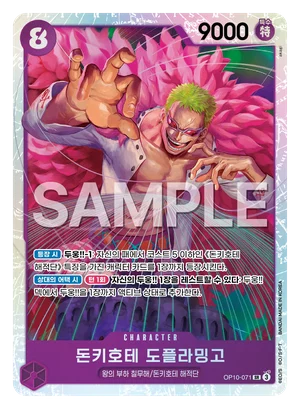 8
9000
특수
特
SAMPLE
등장 시 두웅!!-1: 자신의 패에서 코스트 5 이하인 《돈키호테
해적단》 특징을 가진 캐릭터 카드를 1장까지 등장시킨다.
상대의 어택 시 턴 1회 자신의 두웅!! 1장을 레스트할 수 있다: 두웅!!
덱에서 두웅!!을 1장까지 액티브 상태로 추가한다.
CHARACTER
돈키호테 도플라밍고
왕의 부하 칠무해/돈키호테 해적단
OP10-071 SR